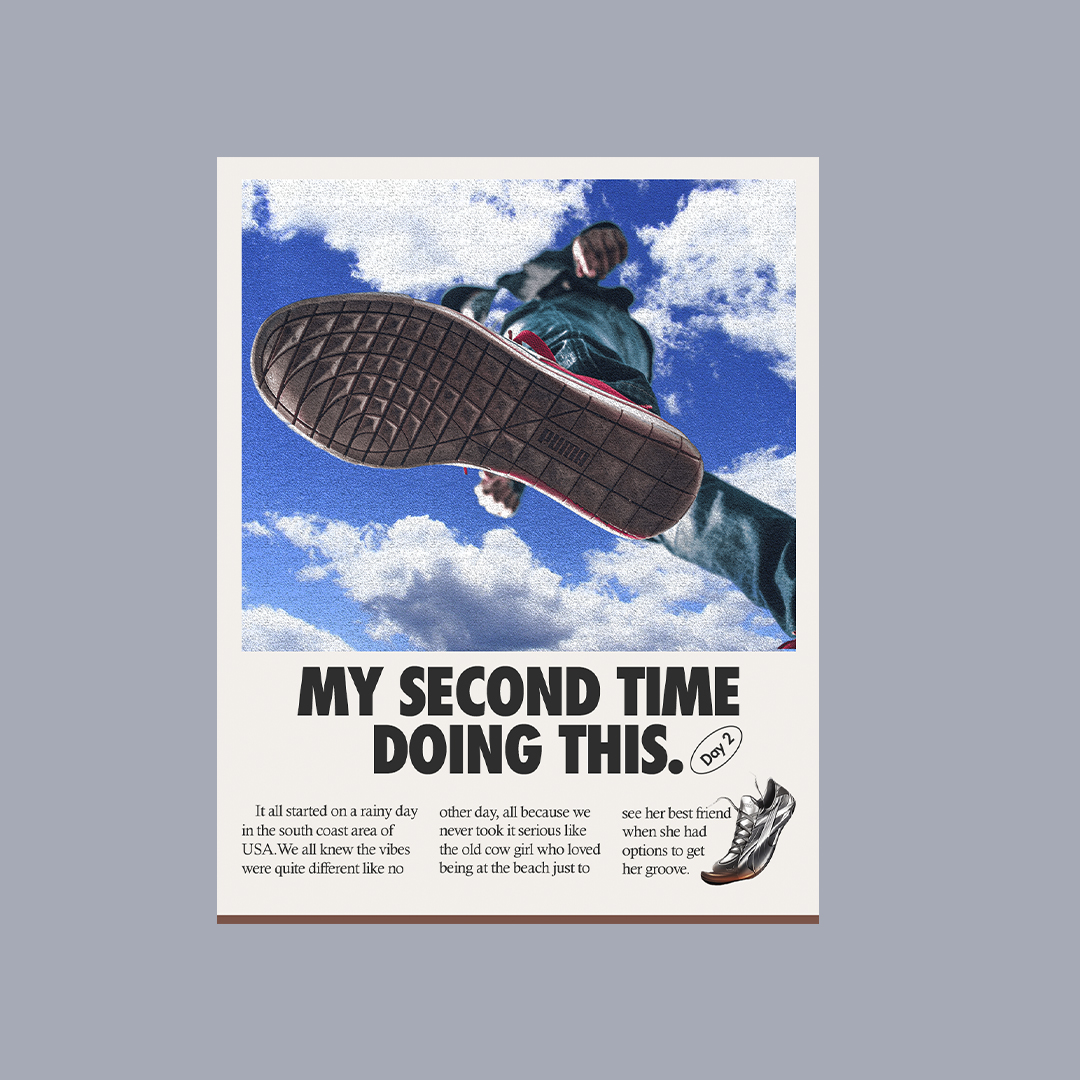 PUMA
MY SECOND TIME
DOING THIS.
Day 2
It all started on a rainy day
in the south coast area of
USA.We all knew the vibes
were quite different like no
other day, all because we
never took it serious like
the old cow girl who loved
being at the beach just to
see her best friend
when she had
options to get
her groove.